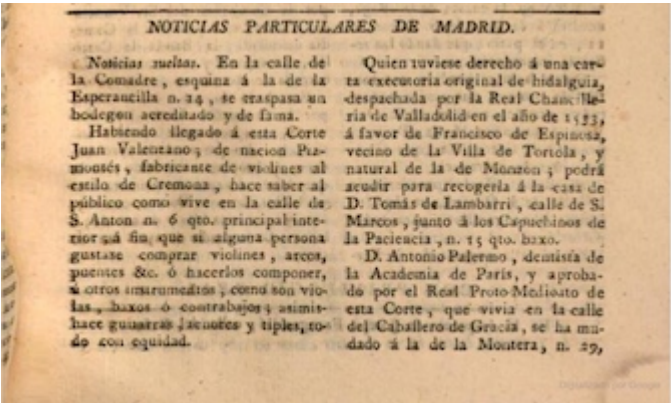 NOTICIAS PARTICULARES DE MADRID.
Noticias sueltas. En la calle de
la Comadre, esquina á la de la
Esperancilla n. 24, se traspasa un
bodegon acreditado y de fama.
Habiendo llegado á esta Corte
Juan Valenzano; de nacion Pia-
montés, fabricante de violines al
estilo de Cremona, hace saber al
público como vive en la calle de
S. Anton n. 6 qto. principal inte-
rior á fin que si alguna persona
gustase comprar violines, arcos,
puentes &c. ó hacerlos componer,
ú otros instrumentos, como son vio-
las, baxos ó contrabajos; asimis-
hace guitarras, tenores y tiples, to-
do con equidad.
Quien tuviese derecho á una car-
ta executoria original de hidalguia,
despachada por la Real Chancille-
ria de Valladolid en el año de 1593,
á favor de Francisco de Espinosa,
vecino de la Villa de Tortola, y
natural de la de Monzon; podrá
acudir para recogerla á la casa de
D. Tomás de Lambarri, calle de S.
Marcos, junto á los Capuchinos de
la Paciencia, n. 15 qto. baxo.
D. Antonio Palermo, dentista de
la Academia de Paris, y aproba-
do por el Real Proto-Medicato de
esta Corte, que vivia en la calle
del Caballero de Gracia, se ha mu-
dado á la de la Montera, n. 29,